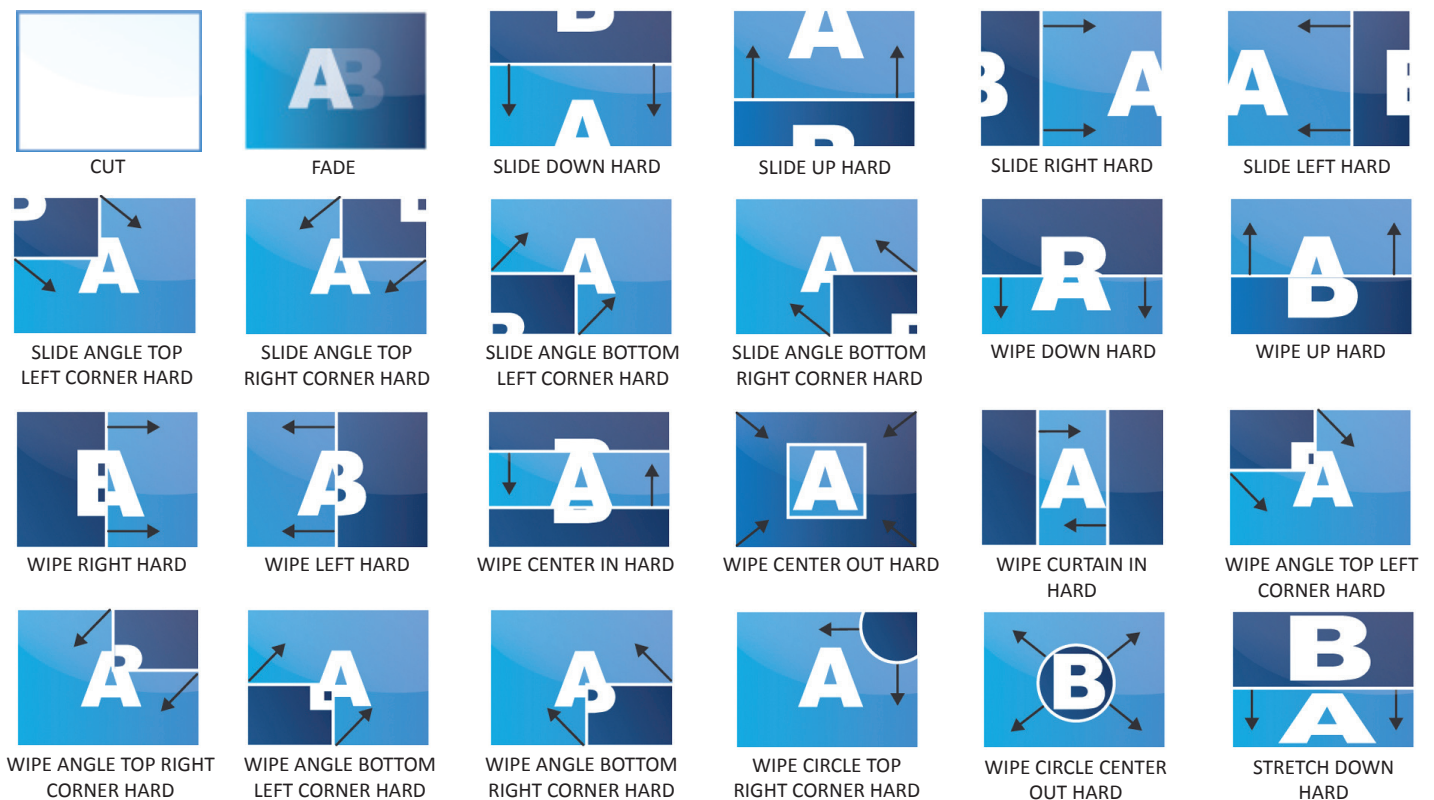 A
AB
B
A
A
B
B
A
A
B
CUT
FADE
SLIDE DOWN HARD
SLIDE UP HARD
SLIDE RIGHT HARD
SLIDE LEFT HARD
B
A
A
B
A
B
A
B
B
A
A
B
SLIDE ANGLE TOP
LEFT CORNER HARD
SLIDE ANGLE TOP
RIGHT CORNER HARD
SLIDE ANGLE BOTTOM
LEFT CORNER HARD
SLIDE ANGLE BOTTOM
RIGHT CORNER HARD
WIPE DOWN HARD
WIPE UP HARD
B
A
A
B
A
B
A
A
B
A
WIPE RIGHT HARD
WIPE LEFT HARD
WIPE CENTER IN HARD
WIPE CENTER OUT HARD
WIPE CURTAIN IN
HARD
WIPE ANGLE TOP LEFT
CORNER HARD
A
B
A
B
A
B
A
B
B
A
WIPE ANGLE TOP RIGHT
CORNER HARD
WIPE ANGLE BOTTOM
LEFT CORNER HARD
WIPE ANGLE BOTTOM
RIGHT CORNER HARD
WIPE CIRCLE TOP
RIGHT CORNER HARD
WIPE CIRCLE CENTER
OUT HARD
STRETCH DOWN
HARD